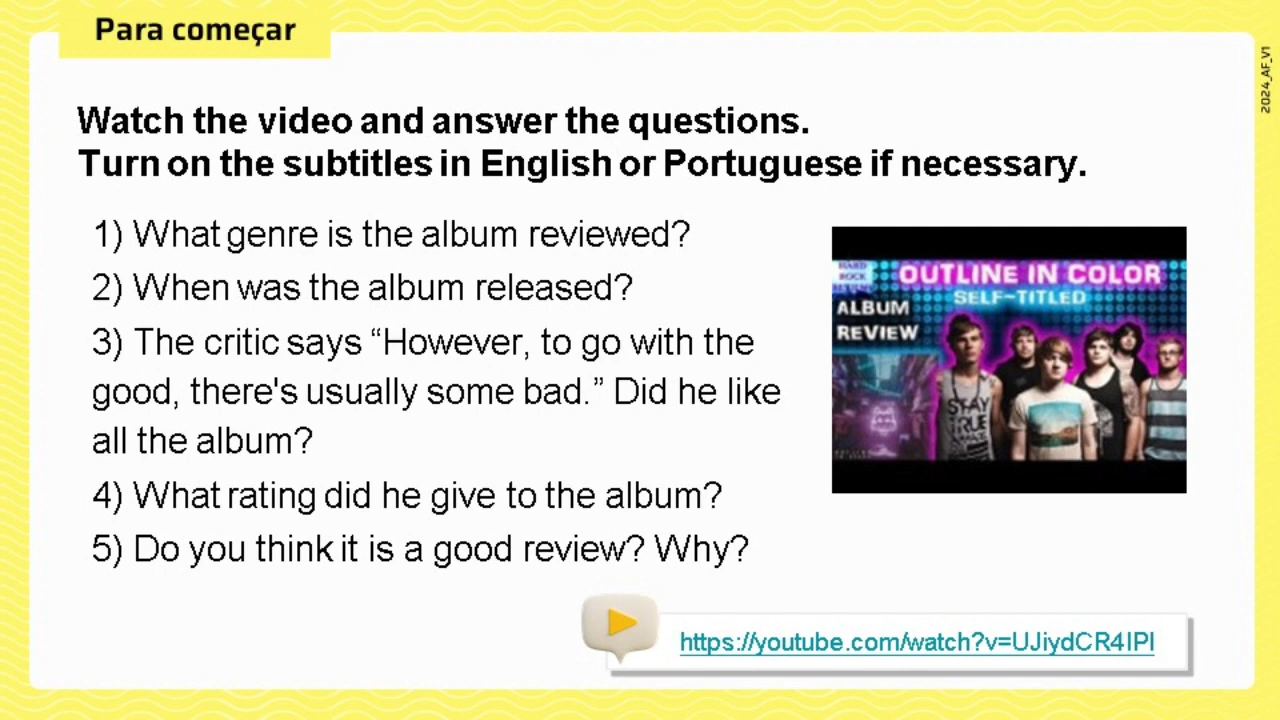 Para começar
2024_AF_V1
Watch the video and answer the questions.
Turn on the subtitles in English or Portuguese if necessary.
1) What genre is the album reviewed?
2) When was the album released?
3) The critic says “However, to go with the
good, there's usually some bad.” Did he like
all the album?
4) What rating did he give to the album?
5) Do you think it is a good review? Why?
HARD
ROCK
OUTLINE IN COLOR
SELF-TITLED
ALBUM
REVIEW
STAY
TRUE
https://youtube.com/watch?v=UJiydCR4IPI